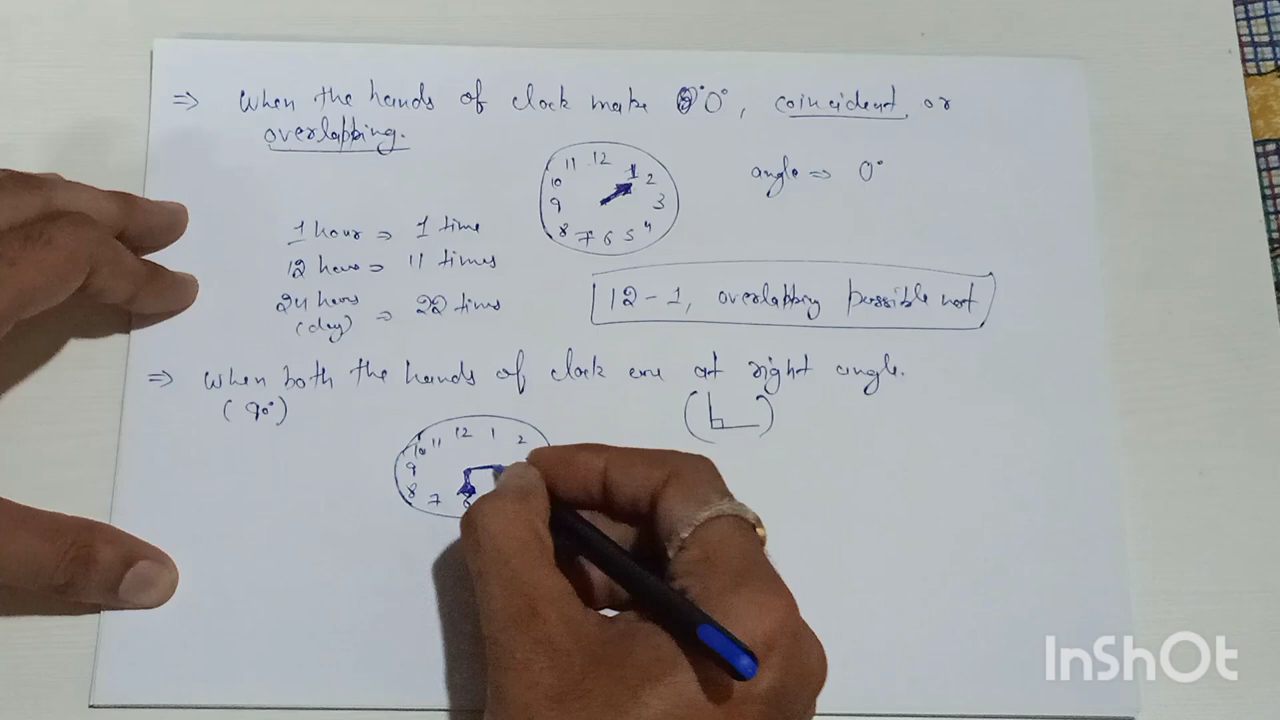 ⇒ When the hands of clock make 0°, coincident or
overlapping.
11 12 1 2
10
9 3
8 7 6 5 4
angle ⇒ 0°
1 hour ⇒ 1 time
12 hours ⇒ 11 times
24 hours ⇒ 22 times
(day)
12-1, overlapping possible not
⇒ When both the hands of clock are at right angle.
(90°)
10 11 12 1 2
9
8 7 6
InShOt